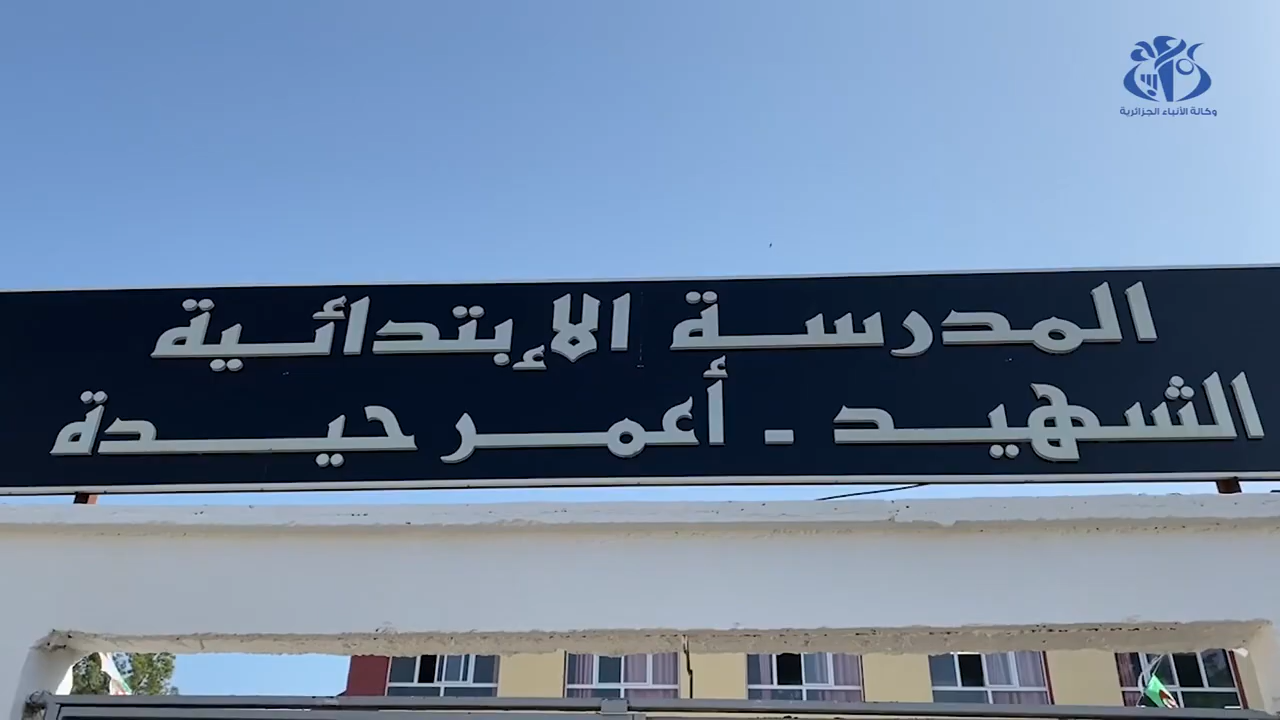 وكالة الأنباء الجزائرية
المدرسة الإبتدائية
الشهيد - أعمر حيدة